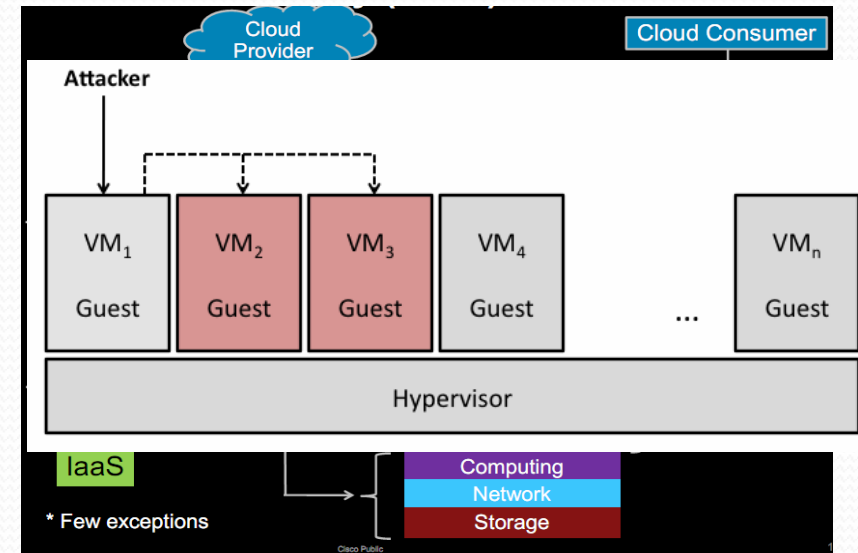 Cloud
Provider
Cloud Consumer
Attacker
VM1 VM2 VM3 VM4 VMn
Guest Guest Guest Guest ... Guest
Hypervisor
IaaS
Computing
Network
* Few exceptions
Storage
Cisco Public
1